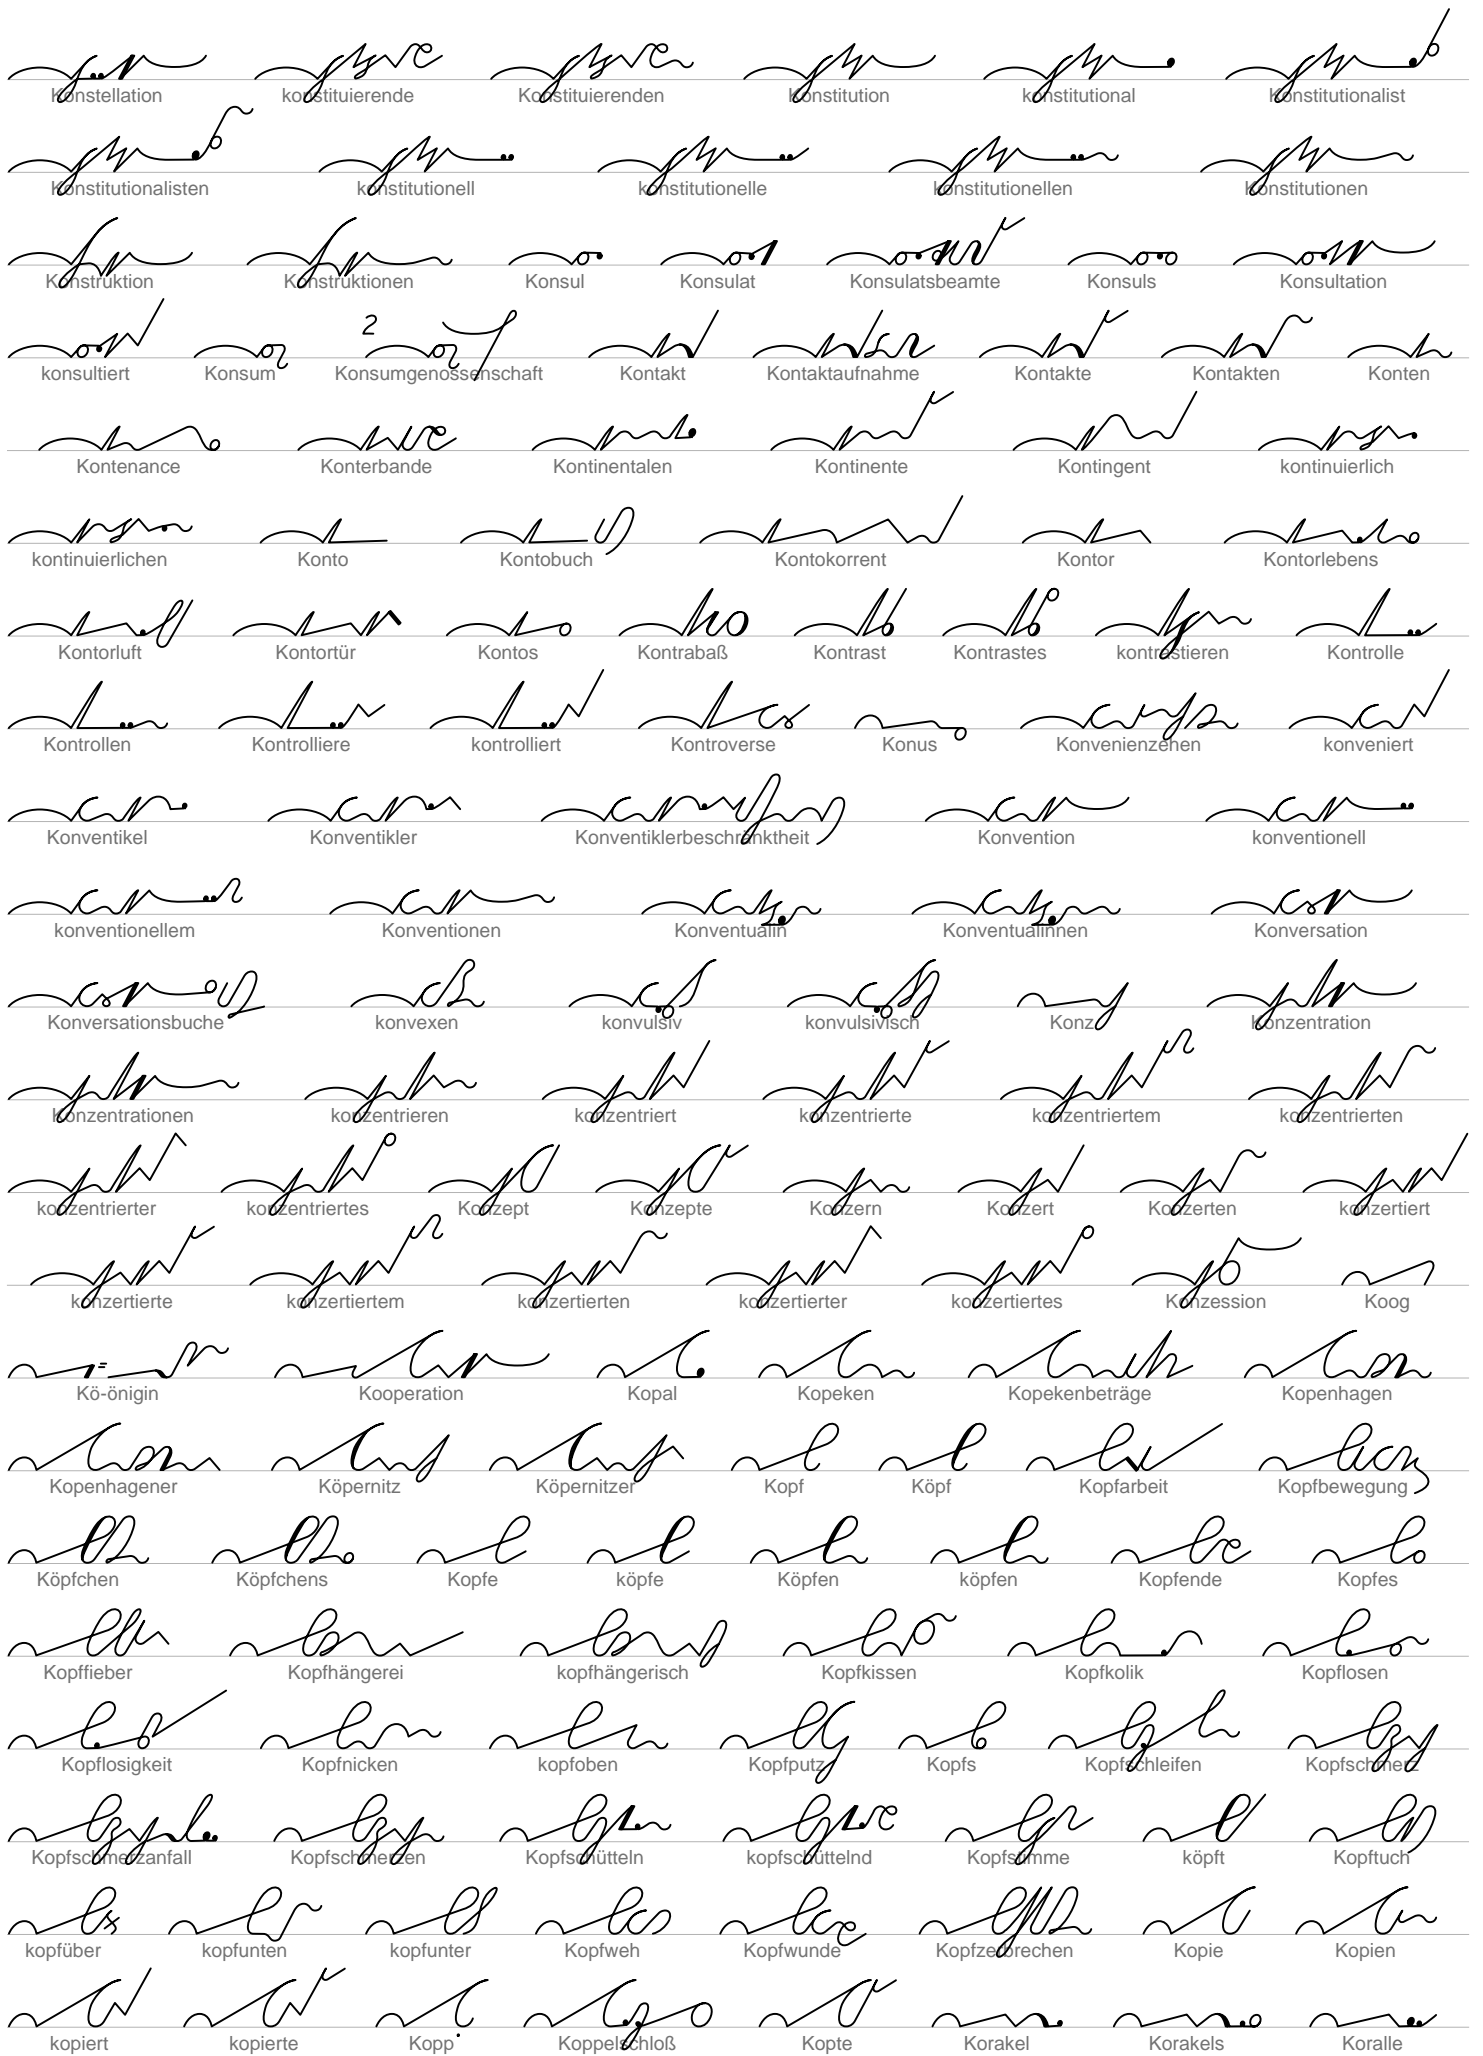 Konstellation konstituierende Konstituierenden Konstitution konstitutional Konstitutionalist
Konstitutionalisten konstitutionell konstitutionelle konstitutionellen Konstitutionen
Konstruktion Konstruktionen Konsul Konsulat Konsulatsbeamte Konsuls Konsultation
konsultiert Konsum Konsumgenossenschaft Kontakt Kontaktaufnahme Kontakte Kontakten Konten
Kontenance Konterbande Kontinentalen Kontinente Kontingent kontinuierlich
kontinuierlichen Konto Kontobuch Kontokorrent Kontor Kontorlebens
Kontorluft Kontortür Kontos Kontrabaß Kontrast Kontrastes kontrastieren Kontrolle
Kontrollen Kontrolliere kontrolliert Kontroverse Konus Konvenienzehen konveniert
Konventikel Konventikler Konventiklerbeschränktheit Konvention konventionell
konventionellem Konventionen Konventualin Konventualinnen Konversation
Konversationsbuche konvexen konvulsiv konvulsivisch Konz Konzentration
Konzentrationen konzentrieren konzentriert konzentrierte konzentriertem konzentrierten
konzentrierter konzentriertes Konzept Konzepte Konzern Konzert Konzerten konzertiert
konzertierte konzertiertem konzertierten konzertierter konzertiertes Konzession Koog
Kö-önigin Kooperation Kopal Kopeken Kopekenbeträge Kopenhagen
Kopenhagener Köpernitz Köpernitzer Kopf Köpf Kopfarbeit Kopfbewegung
Köpfchen Köpfchens Kopfe köpfe Köpfen köpfen Kopfende Kopfes
Kopffieber Kopfhängerei kopfhängerisch Kopfkissen Kopfkolik Kopflosen
Kopflosigkeit Kopfnicken kopfoben Kopfputz Kopfs Kopfschleifen Kopfschmerz
Kopfschmerzanfall Kopfschmerzen Kopfschütteln kopfschüttelnd Kopfstimme köpft Kopftuch
kopfüber kopfunten kopfunter Kopfweh Kopfwunde Kopfzerbrechen Kopie Kopien
kopiert kopierte Kopp Koppelschloß Kopte Korakel Korakels Koralle